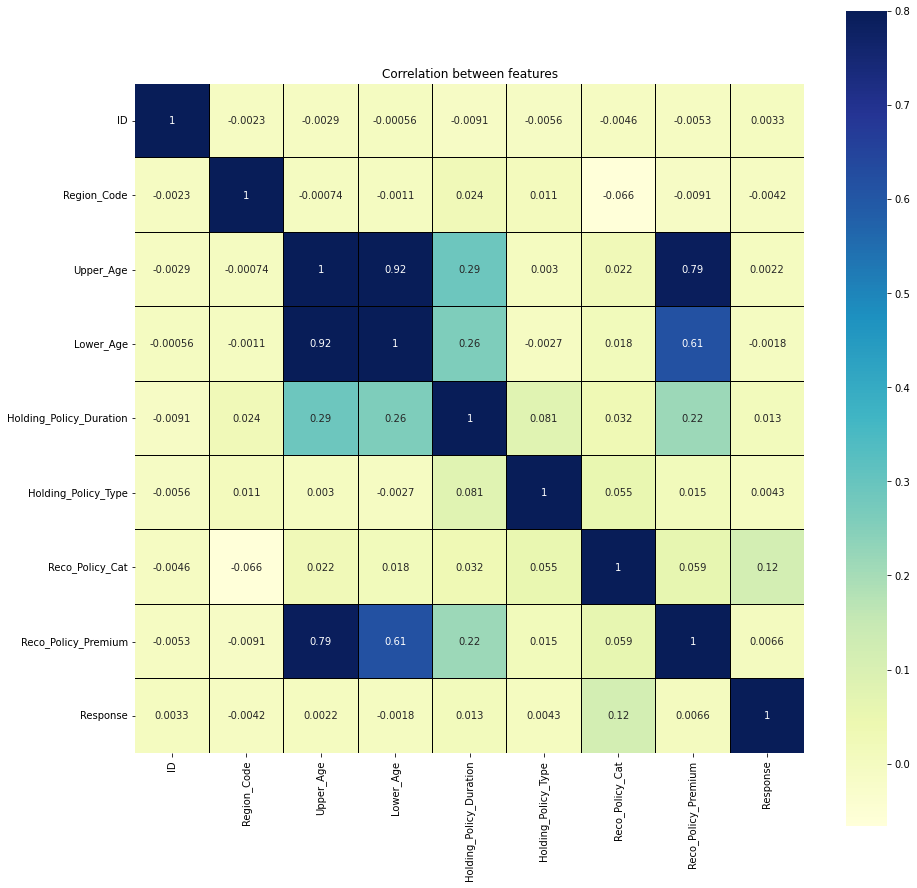 Correlation between features
ID 1 -0.0023 -0.0029 -0.00056 -0.0091 -0.0056 -0.0046 -0.0053 0.0033
Region_Code -0.0023 1 -0.00074 -0.0011 0.024 0.011 -0.066 -0.0091 -0.0042
Upper_Age -0.0029 -0.00074 1 0.92 0.29 0.003 0.022 0.79 0.0022
Lower_Age -0.00056 -0.0011 0.92 1 0.26 -0.0027 0.018 0.61 -0.0018
Holding_Policy_Duration -0.0091 0.024 0.29 0.26 1 0.081 0.032 0.22 0.013
Holding_Policy_Type -0.0056 0.011 0.003 -0.0027 0.081 1 0.055 0.015 0.0043
Reco_Policy_Cat -0.0046 -0.066 0.022 0.018 0.032 0.055 1 0.059 0.12
Reco_Policy_Premium -0.0053 -0.0091 0.79 0.61 0.22 0.015 0.059 1 0.0066
Response 0.0033 -0.0042 0.0022 -0.0018 0.013 0.0043 0.12 0.0066 1
ID
Region_Code
Upper_Age
Lower_Age
Holding_Policy_Duration
Holding_Policy_Type
Reco_Policy_Cat
Reco_Policy_Premium
Response
0.8
0.7
0.6
0.5
0.4
0.3
0.2
0.1
0.0